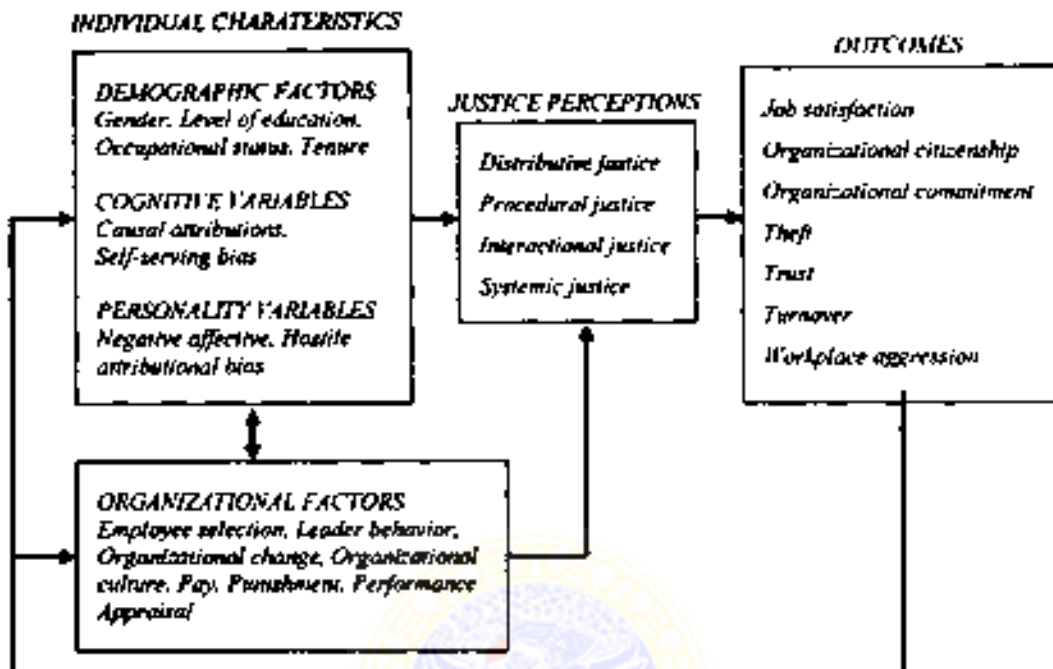 INDIVIDUAL CHARATERISTICS
DEMOGRAPHIC FACTORS
Gender, Level of education,
Occupational status, Tenure
COGNITIVE VARIABLES
Causal attributions,
Self-serving bias
PERSONALITY VARIABLES
Negative affective, Hostile
attributional bias
ORGANIZATIONAL FACTORS
Employee selection, Leader behavior,
Organizational change, Organizational
culture, Pay, Punishment, Performance
Appraisal
JUSTICE PERCEPTIONS
Distributive justice
Procedural justice
Interactional justice
Systemic justice
OUTCOMES
Job satisfaction
Organizational citizenship
Organizational commitment
Theft
Trust
Turnover
Workplace aggression